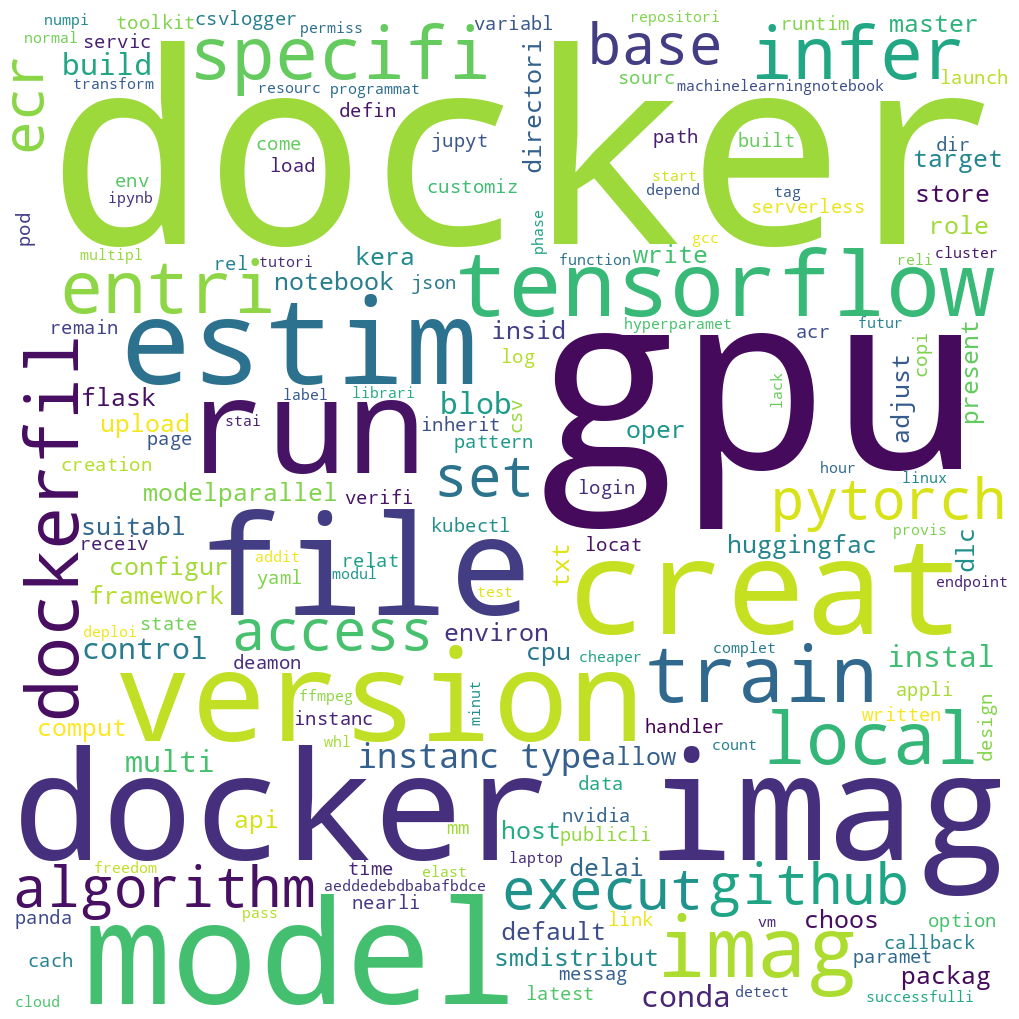 numpi
toolkit
csvlogger
permiss
variabl
repositori
runtim
master
normal
servic
specifi
base
infer
ecr
build
transform
resourc
programmat
sourc
machinelearningnotebook
launch
docker
defin
directori
come
load
jupyt
path
built
dir
target
env
ipynb
customiz
start
depend
tag
serverless
store
pod
phase
gcc
role
multipl
rel
tutori
kera
function
write
reli
cluster
entri
notebook
json
tensorflow
remain
estim
insid
hyperparamet
acr
futur
log
copi
present
gpu
dockerfil
flask
label
librari
blob
lack
adjust
upload
run
stai
inherit
csv
oper
page
pattern
creation
set
hour
linux
modelparallel
verifi
login
pytorch
suitabl
file
kubectl
provis
receiv
addit
relat
locat
huggingfac
dlc
configur
yaml
modul
txt
creat
endpoint
framework
test
state
access
environ
deploi
control
deamon
cpu
cheaper
complet
train
instal
version
ffmpeg
minut
appli
comput
instanc
handler
written
design
whl
instanc type
allow
count
local
multi
docker imag
data
api
mm
host
nvidia
publicli
laptop
freedom
time
elast
delai
algorithm
aeddedebdbabafbdce
nearli
execut
github
panda
pass
model
default
link
vm
choos
option
cach
smdistribut
imag
callback
messag
paramet
packag
cloud
latest
conda
detect
successfulli